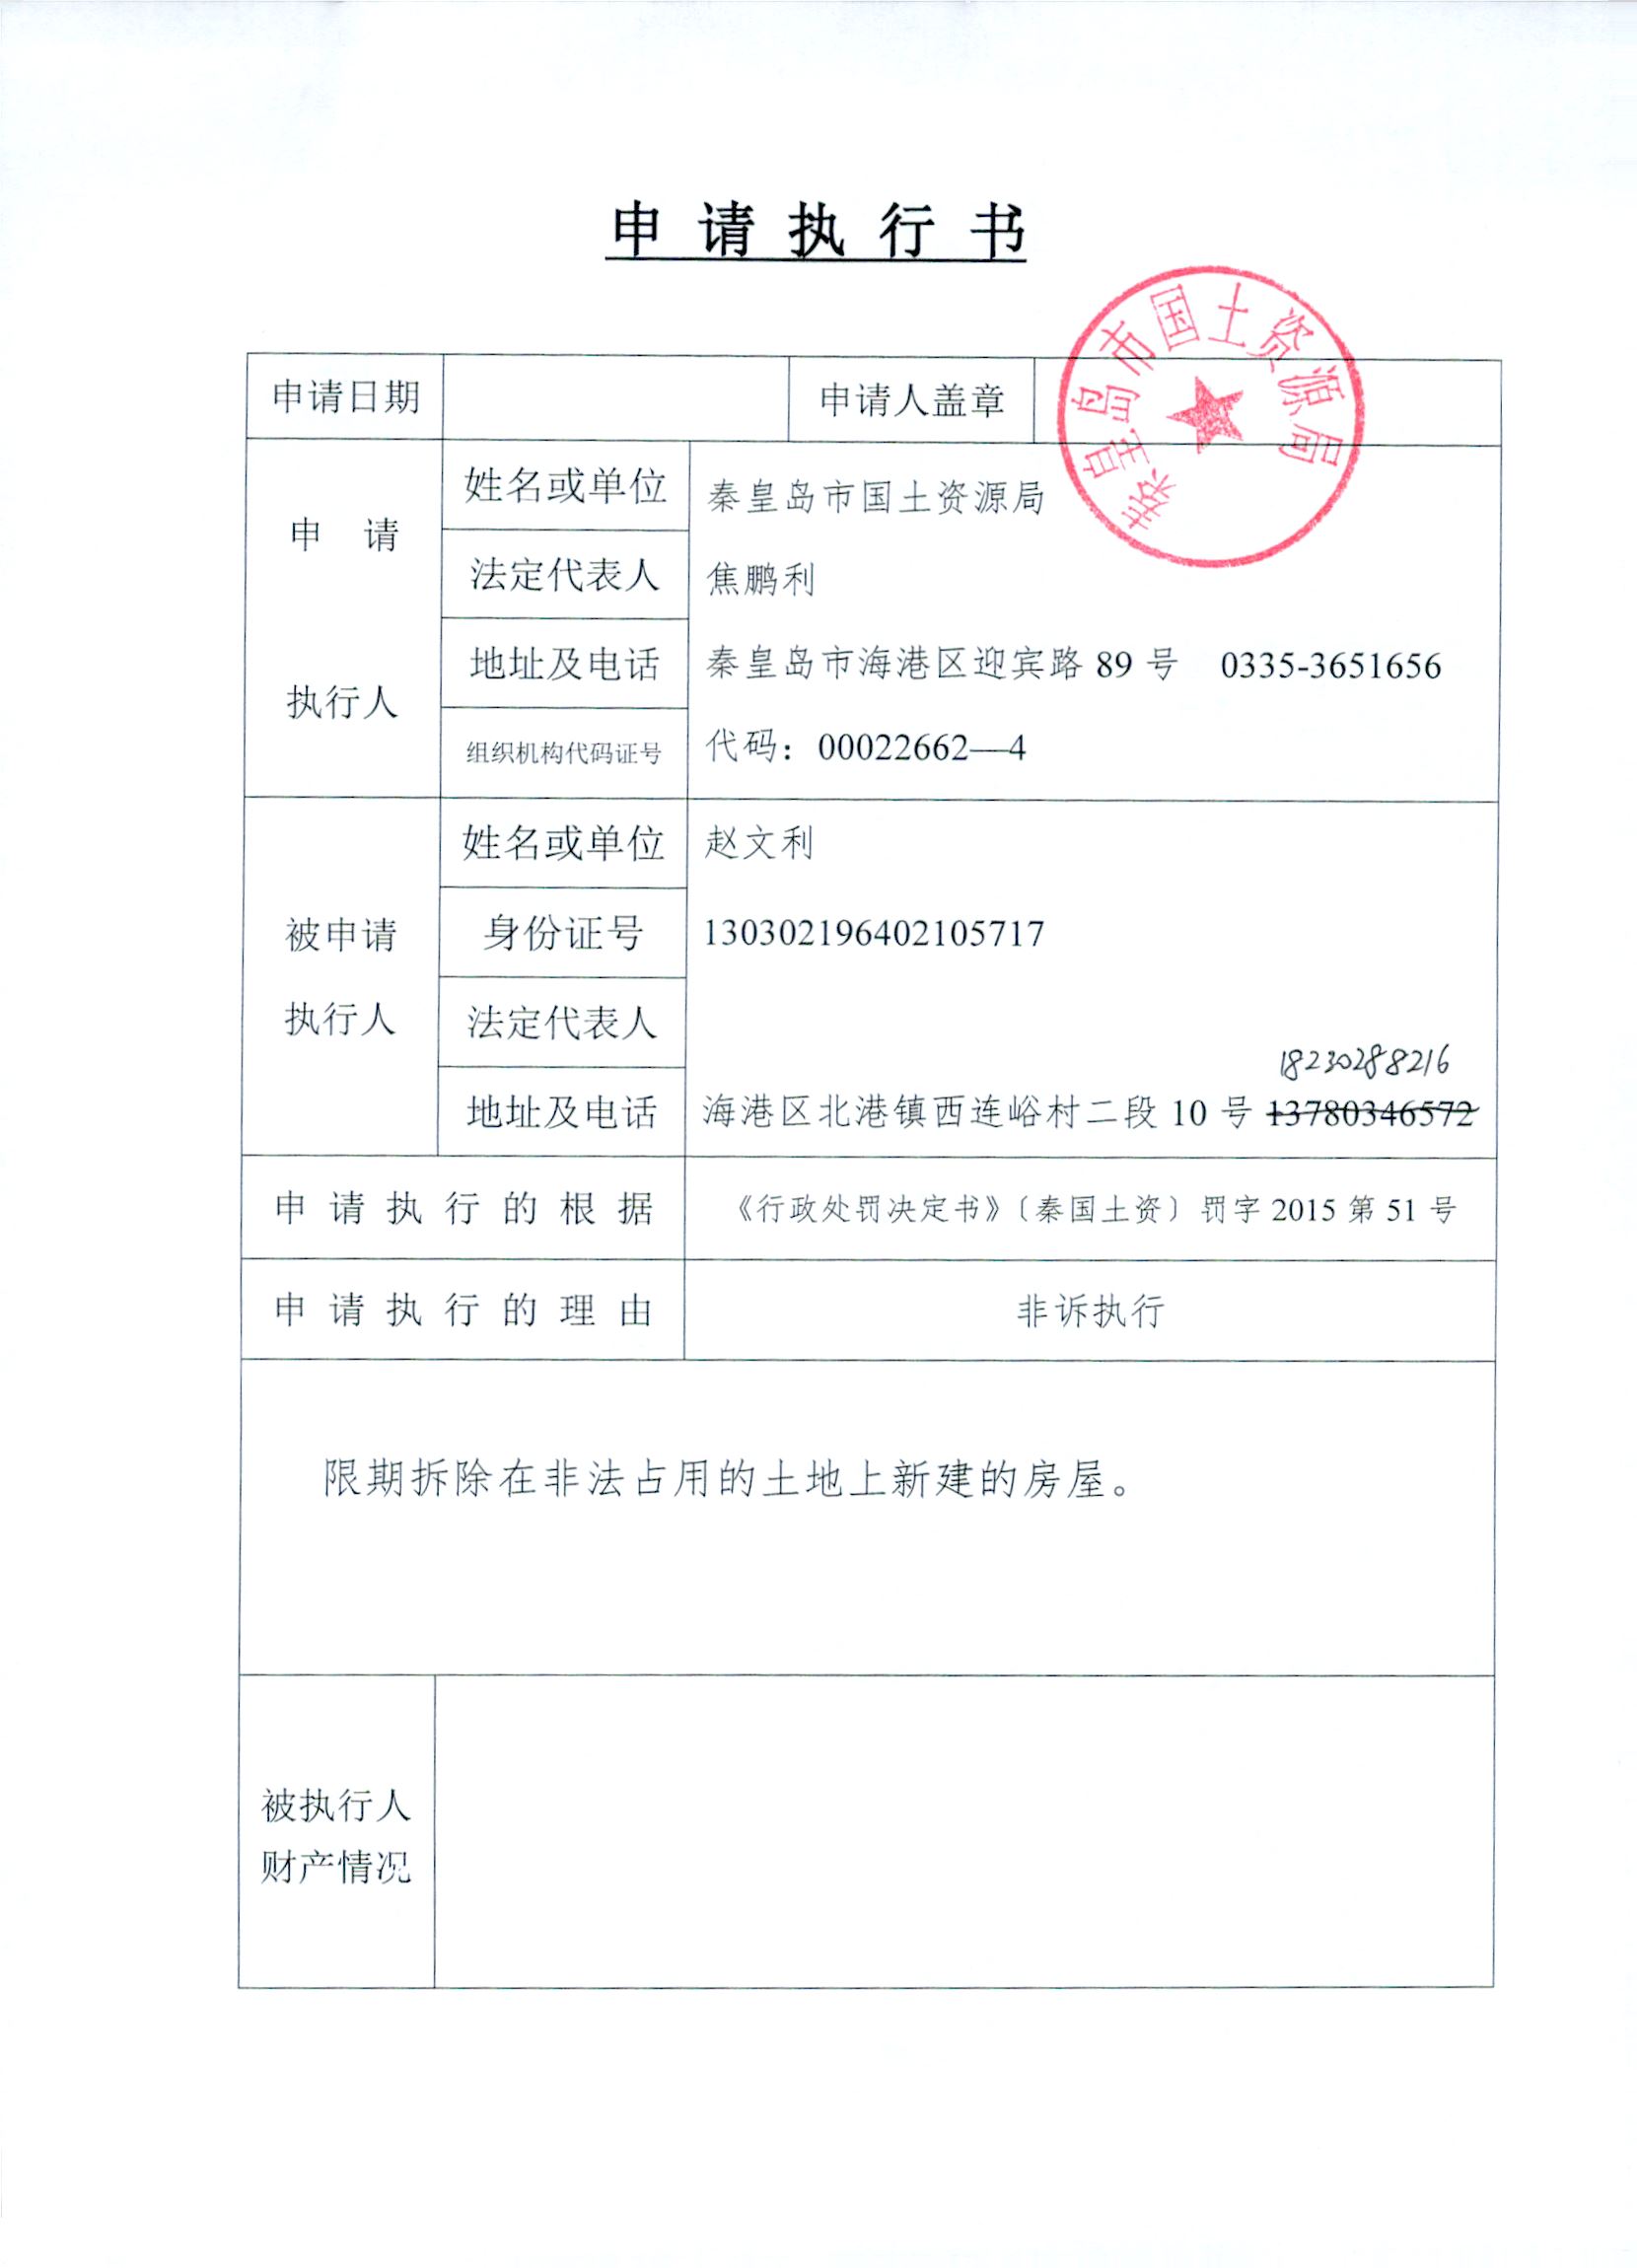 申请执行书
申请日期 申请人盖章
秦皇岛市国土资源局
申请执行人
姓名或单位 秦皇岛市国土资源局
法定代表人 焦鹏利
地址及电话 秦皇岛市海港区迎宾路 89 号 0335-3651656
组织机构代码证号 代码：00022662—4
被申请执行人
姓名或单位 赵文利
身份证号 130302196402105717
法定代表人
18230288216
地址及电话 海港区北港镇西连峪村二段 10 号 13780346572
申请执行的根据 《行政处罚决定书》〔秦国土资〕罚字 2015 第 51 号
申请执行的理由 非诉执行
限期拆除在非法占用的土地上新建的房屋。
被执行人
财产情况